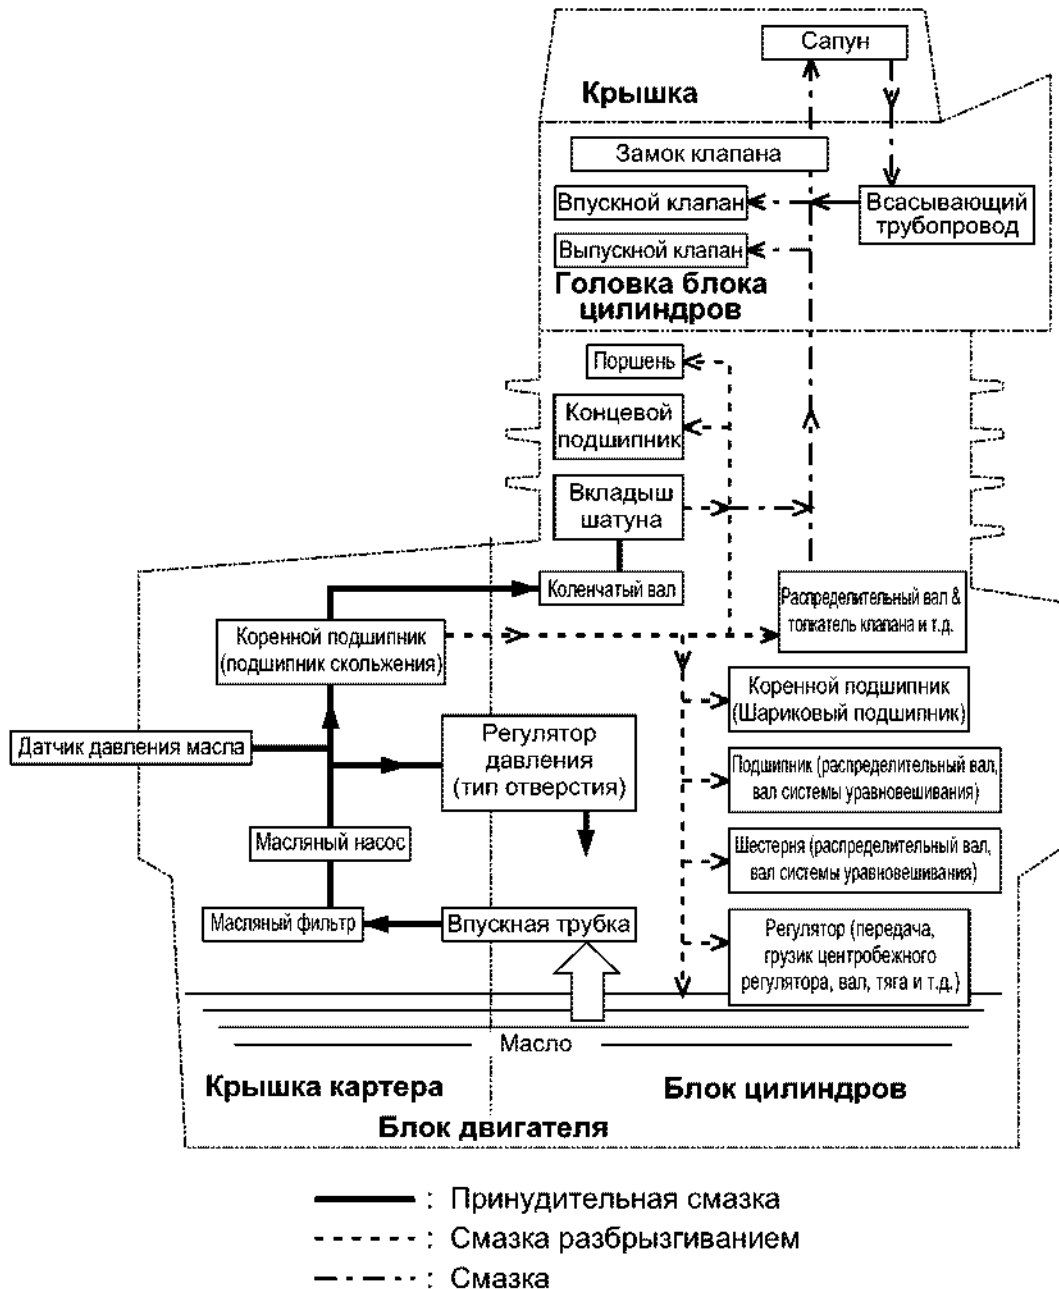 Сапун
Крышка
Замок клапана
Впускной клапан
Всасывающий
трубопровод
Выпускной клапан
Головка блока
цилиндров
Поршень
Концевой
подшипник
Вкладыш
шатуна
Коленчатый вал
Распределительный вал &
толкатель клапана и т.д.
Коренной подшипник
(подшипник скольжения)
Коренной подшипник
(Шариковый подшипник)
Датчик давления масла
Регулятор
давления
(тип отверстия)
Подшипник (распределительный вал,
вал системы уравновешивания)
Масляный насос
Шестерня (распределительный вал,
вал системы уравновешивания)
Масляный фильтр
Впускная трубка
Регулятор (передача,
грузик центробежного
регулятора, вал, тяга и т.д.)
Масло
Крышка картера
Блок цилиндров
Блок двигателя
: Принудительная смазка
: Смазка разбрызгиванием
: Смазка